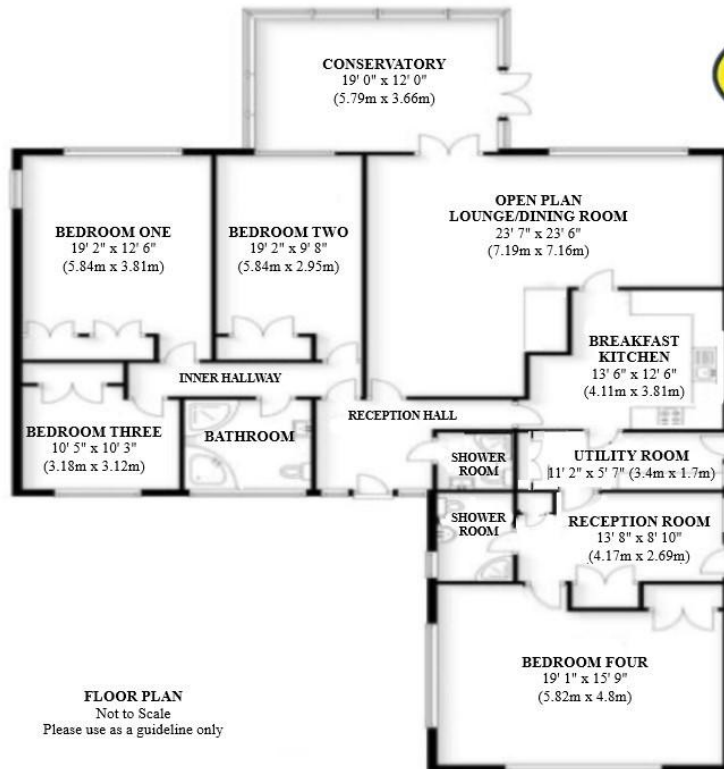 CONSERVATORY
19' 0" x 12' 0"
(5.79m x 3.66m)
OPEN PLAN
LOUNGE/DINING ROOM
23' 7" x 23' 6"
(7.19m x 7.16m)
BEDROOM ONE
19' 2" x 12' 6"
(5.84m x 3.81m)
BEDROOM TWO
19' 2" x 9' 8"
(5.84m x 2.95m)
BREAKFAST
KITCHEN
13' 6" x 12' 6"
(4.11m x 3.81m)
INNER HALLWAY
RECEPTION HALL
BEDROOM THREE
10' 5" x 10' 3"
(3.18m x 3.12m)
BATHROOM
SHOWER
ROOM
UTILITY ROOM
11' 2" x 5' 7" (3.4m x 1.7m)
SHOWER
ROOM
RECEPTION ROOM
13' 8" x 8' 10"
(4.17m x 2.69m)
BEDROOM FOUR
19' 1" x 15' 9"
(5.82m x 4.8m)
FLOOR PLAN
Not to Scale
Please use as a guideline only